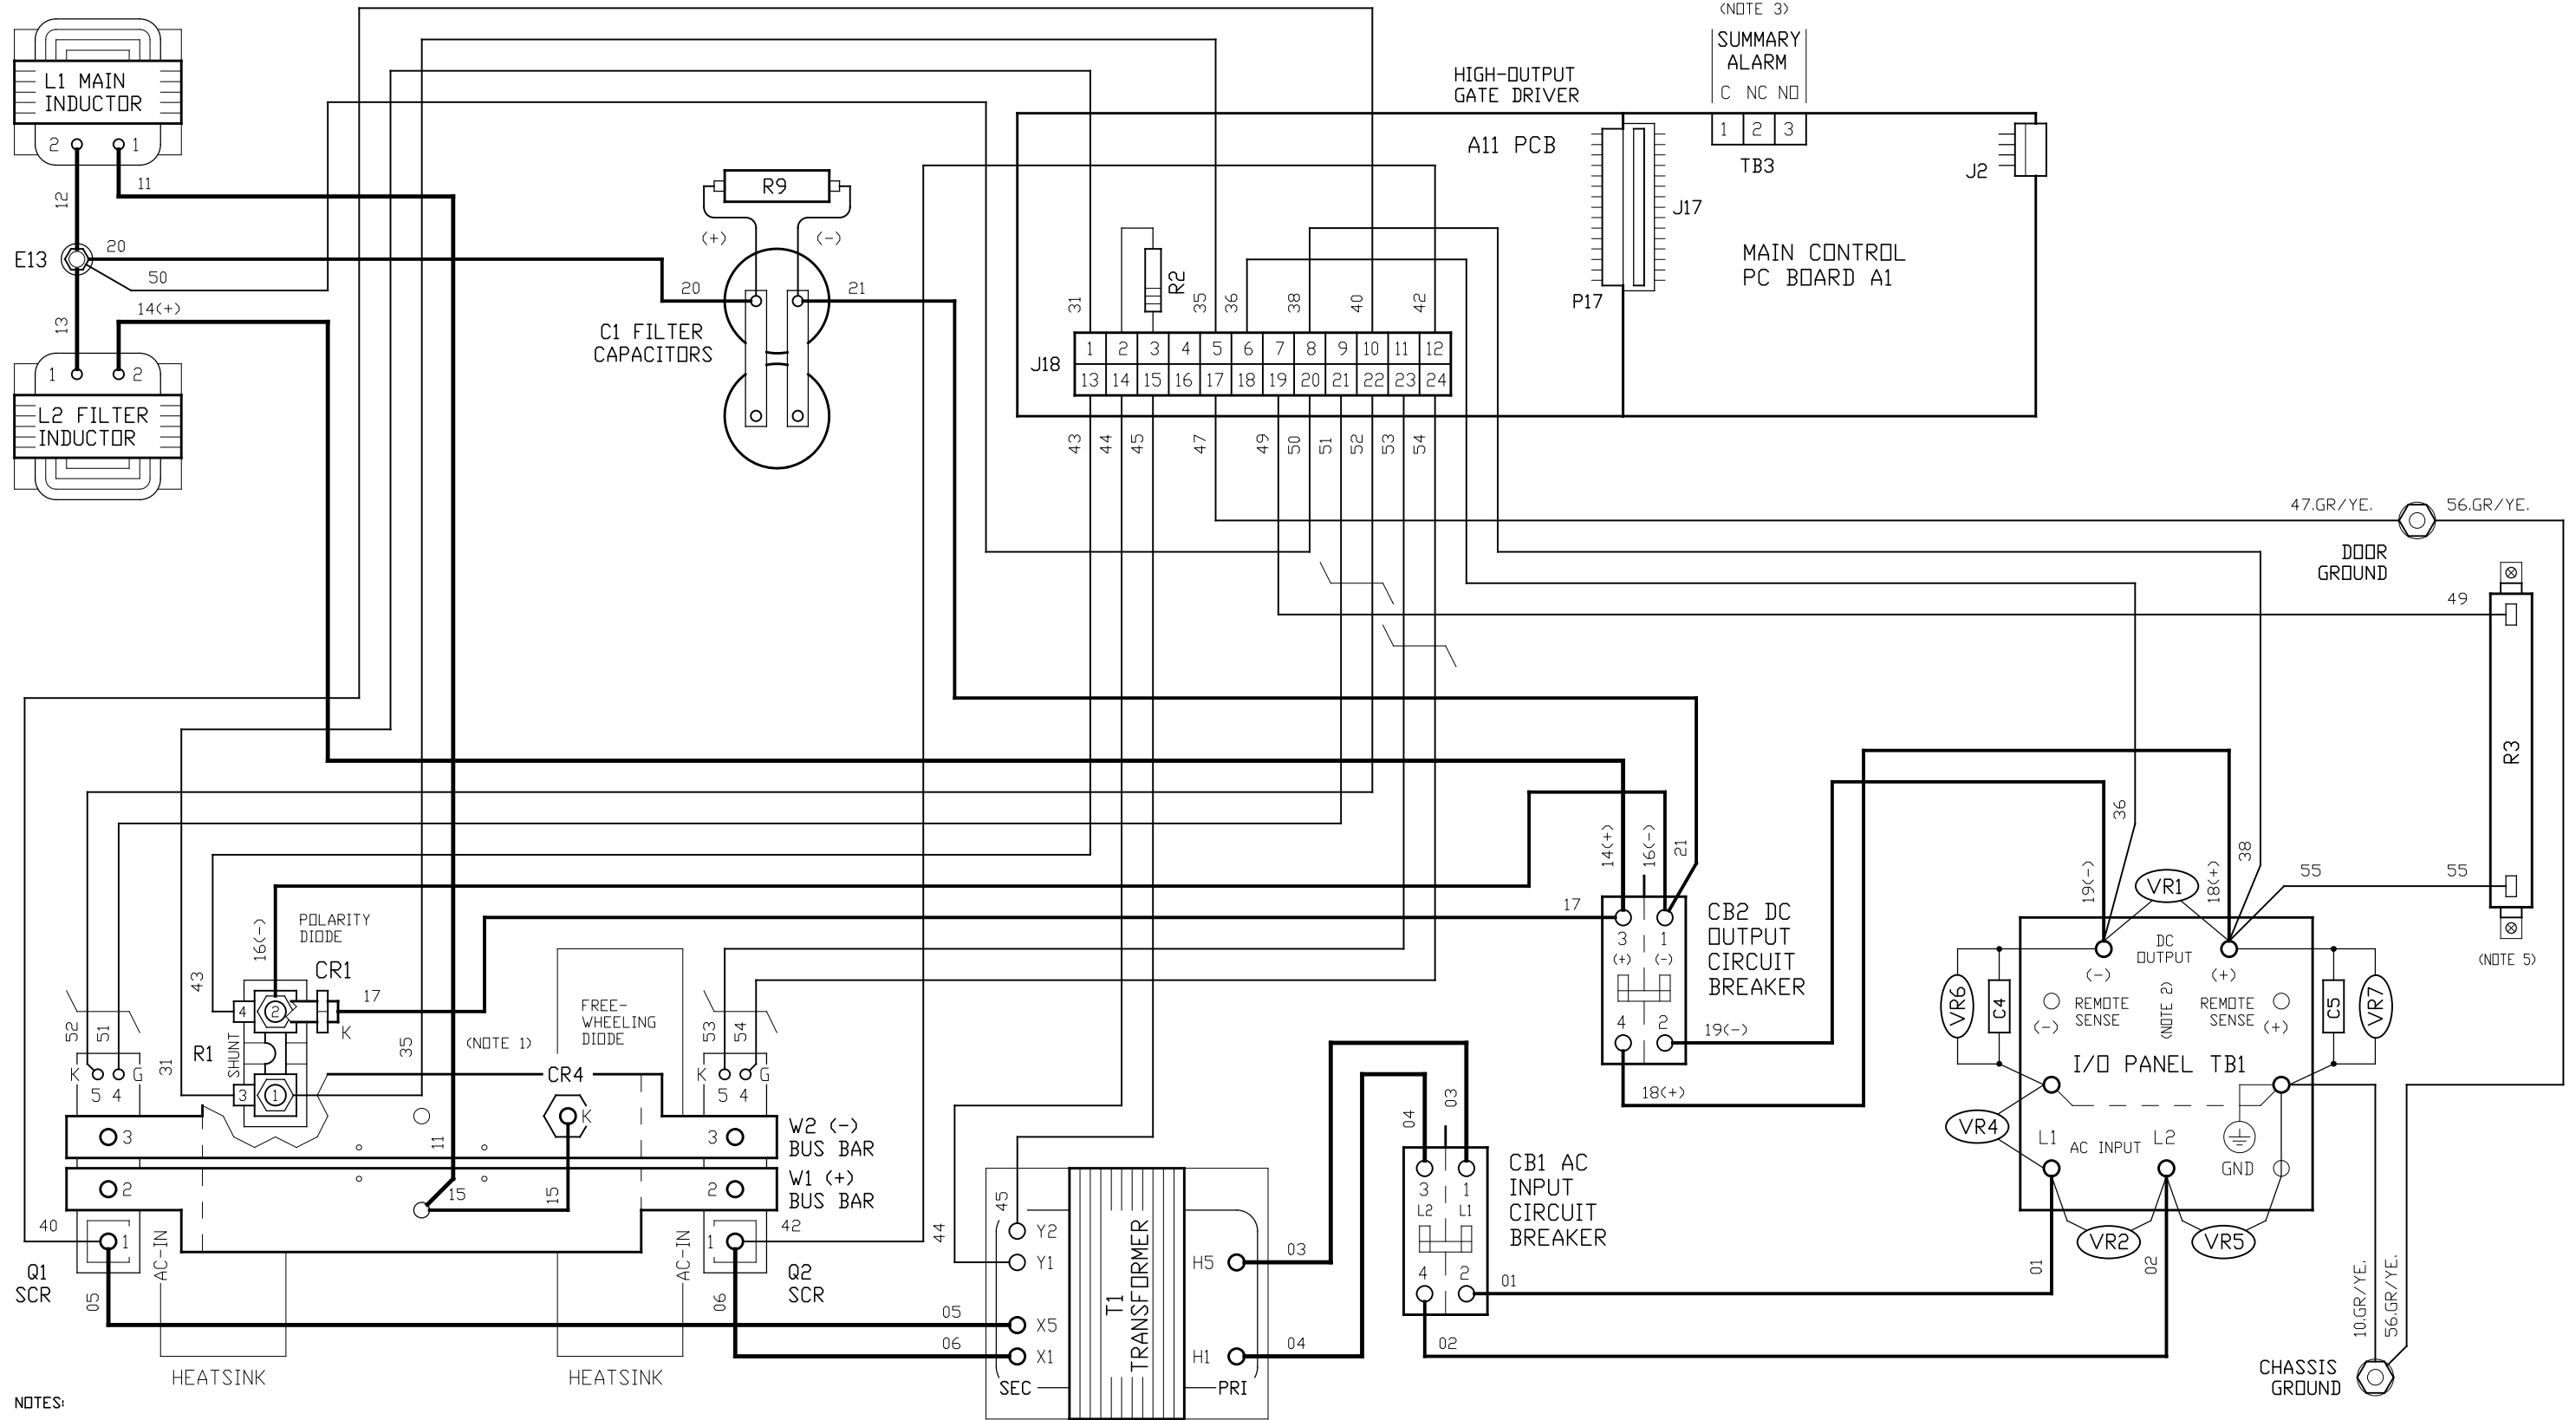 (NOTE 3)
SUMMARY
ALARM
C NC NO
1 2 3
TB3
HIGH-OUTPUT
GATE DRIVER
A11 PCB
J17
P17
J2
MAIN CONTROL
PC BOARD A1
L1 MAIN
INDUCTOR
2 1
11
12
E13
20
50
13
14(+)
1 2
L2 FILTER
INDUCTOR
R9
(+) (-)
20
21
C1 FILTER
CAPACITORS
R2
31
35
36
38
40
42
J18
1 2 3 4 5 6 7 8 9 10 11 12
13 14 15 16 17 18 19 20 21 22 23 24
43
44
45
47
49
50
51
52
53
54
47.GR/YE.
56.GR/YE.
DOOR
GROUND
49
R3
55
55
(NOTE 5)
14(+)
16(-)
21
17
3 1
(+) (-)
4 2
CB2 DC
OUTPUT
CIRCUIT
BREAKER
19(-)
18(+)
36
38
19(-)
18(+)
VR1
DC
OUTPUT
(-)
(+)
VR6
C4
C5
VR7
REMOTE
SENSE
(-)
(NOTE 2)
REMOTE
SENSE
(+)
I/O PANEL TB1
VR4
L1
AC INPUT
L2
GND
VR2
VR5
01
02
10.GR/YE.
56.GR/YE.
CHASSIS
GROUND
16(-)
POLARITY
DIODE
CR1
43
17
K
4
2
R1
SHUNT
3
1
31
35
(NOTE 1)
FREE-
WHEELING
DIODE
CR4
K
52
51
K G
5 4
53
54
K G
5 4
3
3
W2 (-)
BUS BAR
11
2
2
W1 (+)
BUS BAR
15
15
40
1
AC-IN
AC-IN
1
42
Q1
SCR
05
06
Q2
SCR
HEATSINK
HEATSINK
44
45
Y2
Y1
X5
X1
05
06
SEC
T1
TRANSFORMER
PRI
H5
H1
03
04
04
03
3 1
L2 L1
4 2
CB1 AC
INPUT
CIRCUIT
BREAKER
01
02
NOTES: